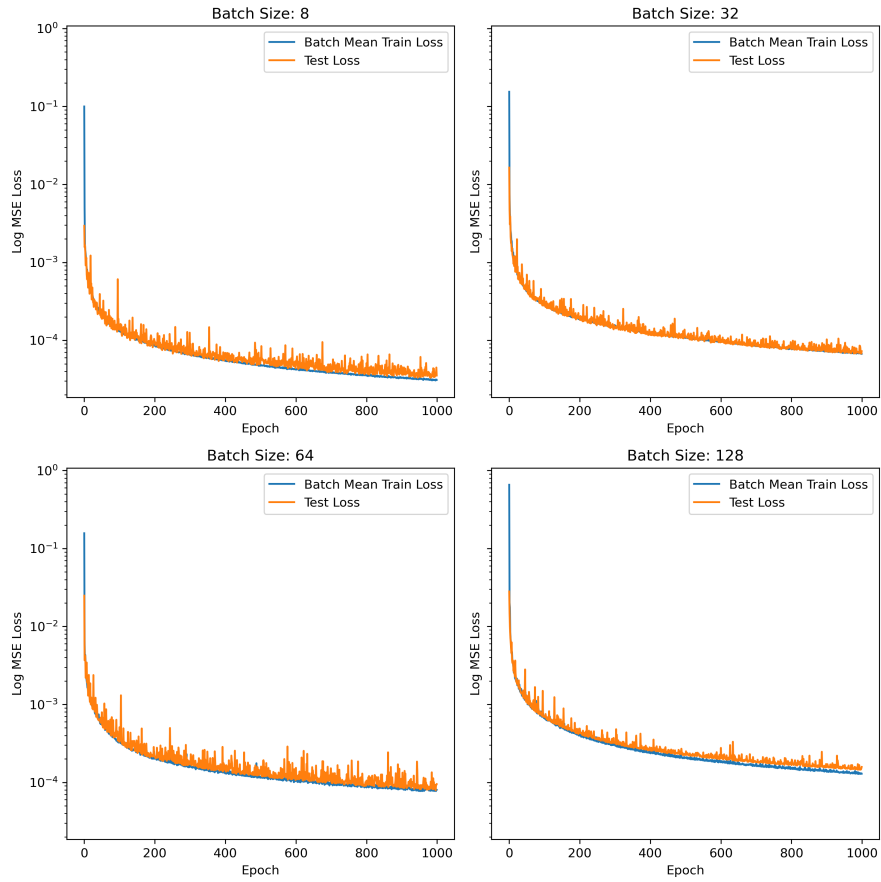 Batch Size: 8
Batch Size: 32
10⁰
10⁻¹
10⁻²
10⁻³
10⁻⁴
Log MSE Loss
Batch Mean Train Loss
Test Loss
0 200 400 600 800 1000
Epoch
Log MSE Loss
Batch Mean Train Loss
Test Loss
0 200 400 600 800 1000
Epoch
Batch Size: 64
Batch Size: 128
10⁰
10⁻¹
10⁻²
10⁻³
10⁻⁴
Log MSE Loss
Batch Mean Train Loss
Test Loss
0 200 400 600 800 1000
Epoch
Log MSE Loss
Batch Mean Train Loss
Test Loss
0 200 400 600 800 1000
Epoch